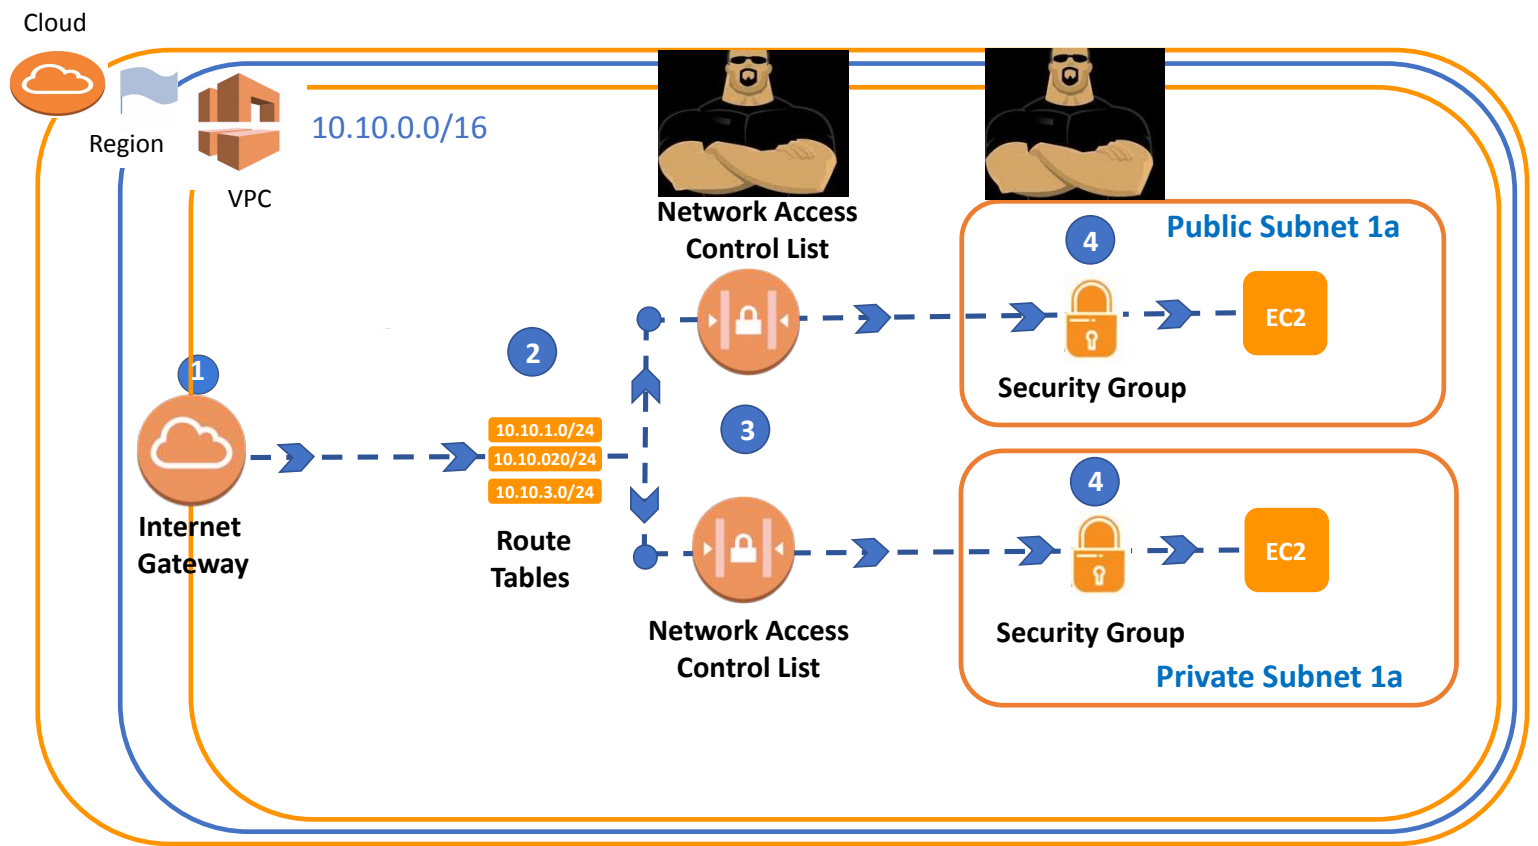 Cloud
Region
VPC
10.10.0.0/16
Network Access
Control List
4
Public Subnet 1a
EC2
Security Group
1
Internet
Gateway
2
10.10.1.0/24
10.10.020/24
10.10.3.0/24
Route
Tables
3
Network Access
Control List
4
EC2
Security Group
Private Subnet 1a